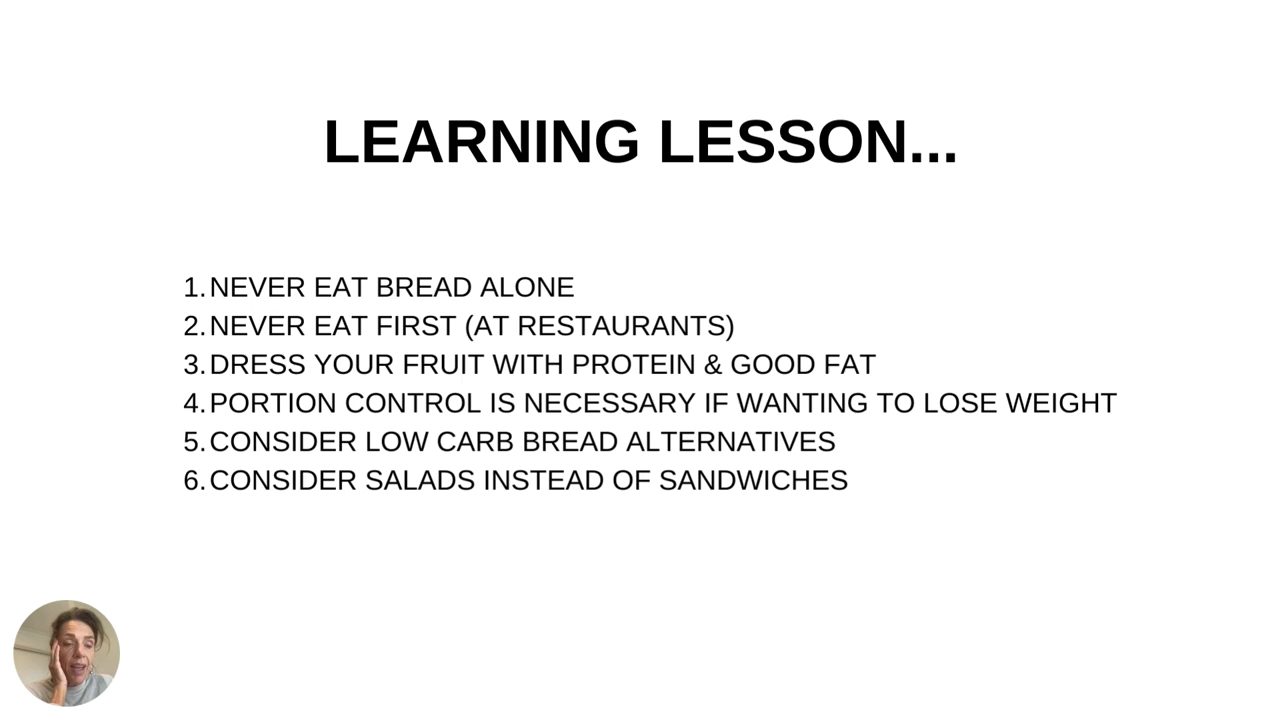 LEARNING LESSON...
1. NEVER EAT BREAD ALONE
2. NEVER EAT FIRST (AT RESTAURANTS)
3. DRESS YOUR FRUIT WITH PROTEIN & GOOD FAT
4. PORTION CONTROL IS NECESSARY IF WANTING TO LOSE WEIGHT
5. CONSIDER LOW CARB BREAD ALTERNATIVES
6. CONSIDER SALADS INSTEAD OF SANDWICHES